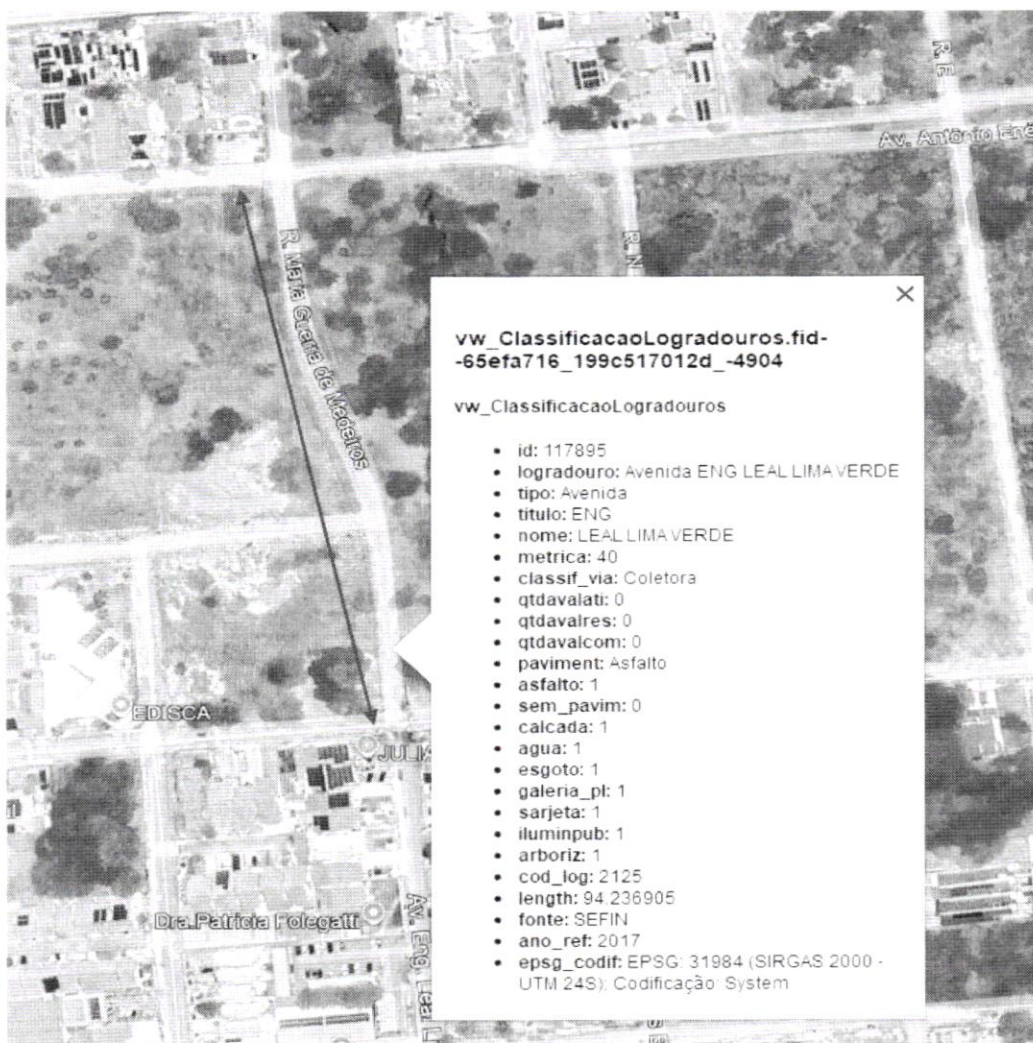 R. E
Av. Antônio Enéa
R. Maria Guerra de Medeiros
R. N
×
vw_ClassificacaoLogradouros.fid-
-65efa716_199c517012d_-4904
vw_ClassificacaoLogradouros
• id: 117895
• logradouro: Avenida ENG LEAL LIMA VERDE
• tipo: Avenida
• titulo: ENG
• nome: LEAL LIMA VERDE
• metrica: 40
• classif_via: Coletora
• qtdavalati: 0
• qtdavalres: 0
• qtdavalcom: 0
• paviment: Asfalto
• asfalto: 1
• sem_pavim: 0
• calcada: 1
• agua: 1
• esgoto: 1
• galeria_pl: 1
• sarjeta: 1
• iluminpub: 1
• arboriz: 1
• cod_log: 2125
• length: 94.236905
• fonte: SEFIN
• ano_ref: 2017
• epsg_codif: EPSG: 31984 (SIRGAS 2000 -
UTM 24S); Codificação: System
EDISCA
JULIA
Dra.Patricia Folegatti
Av. Eng. Leal L